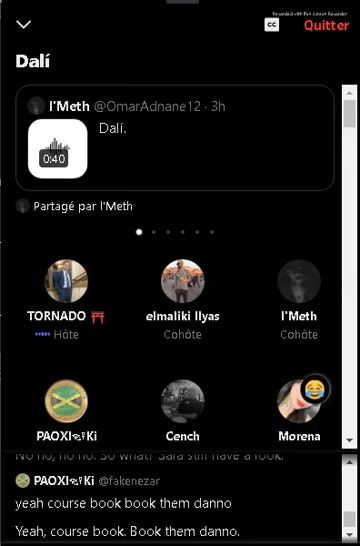 CC Quitter
Dalí
l'Meth @OmarAdnane12 · 3h
Dalí.
0:40
Partagé par l'Meth
TORNADO ⛩ elmaliki Ilyas l'Meth
Hôte Cohôte Cohôte
PAOXI Ki Cench Morena
No no, ho no. So what? Sara still have a look.
PAOXI Ki @fakenezar
yeah course book book them danno
Yeah, course book. Book them danno.